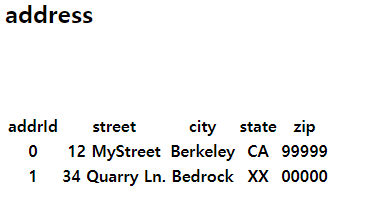 address
addrId street city state zip
0 12 MyStreet Berkeley CA 99999
1 34 Quarry Ln. Bedrock XX 00000